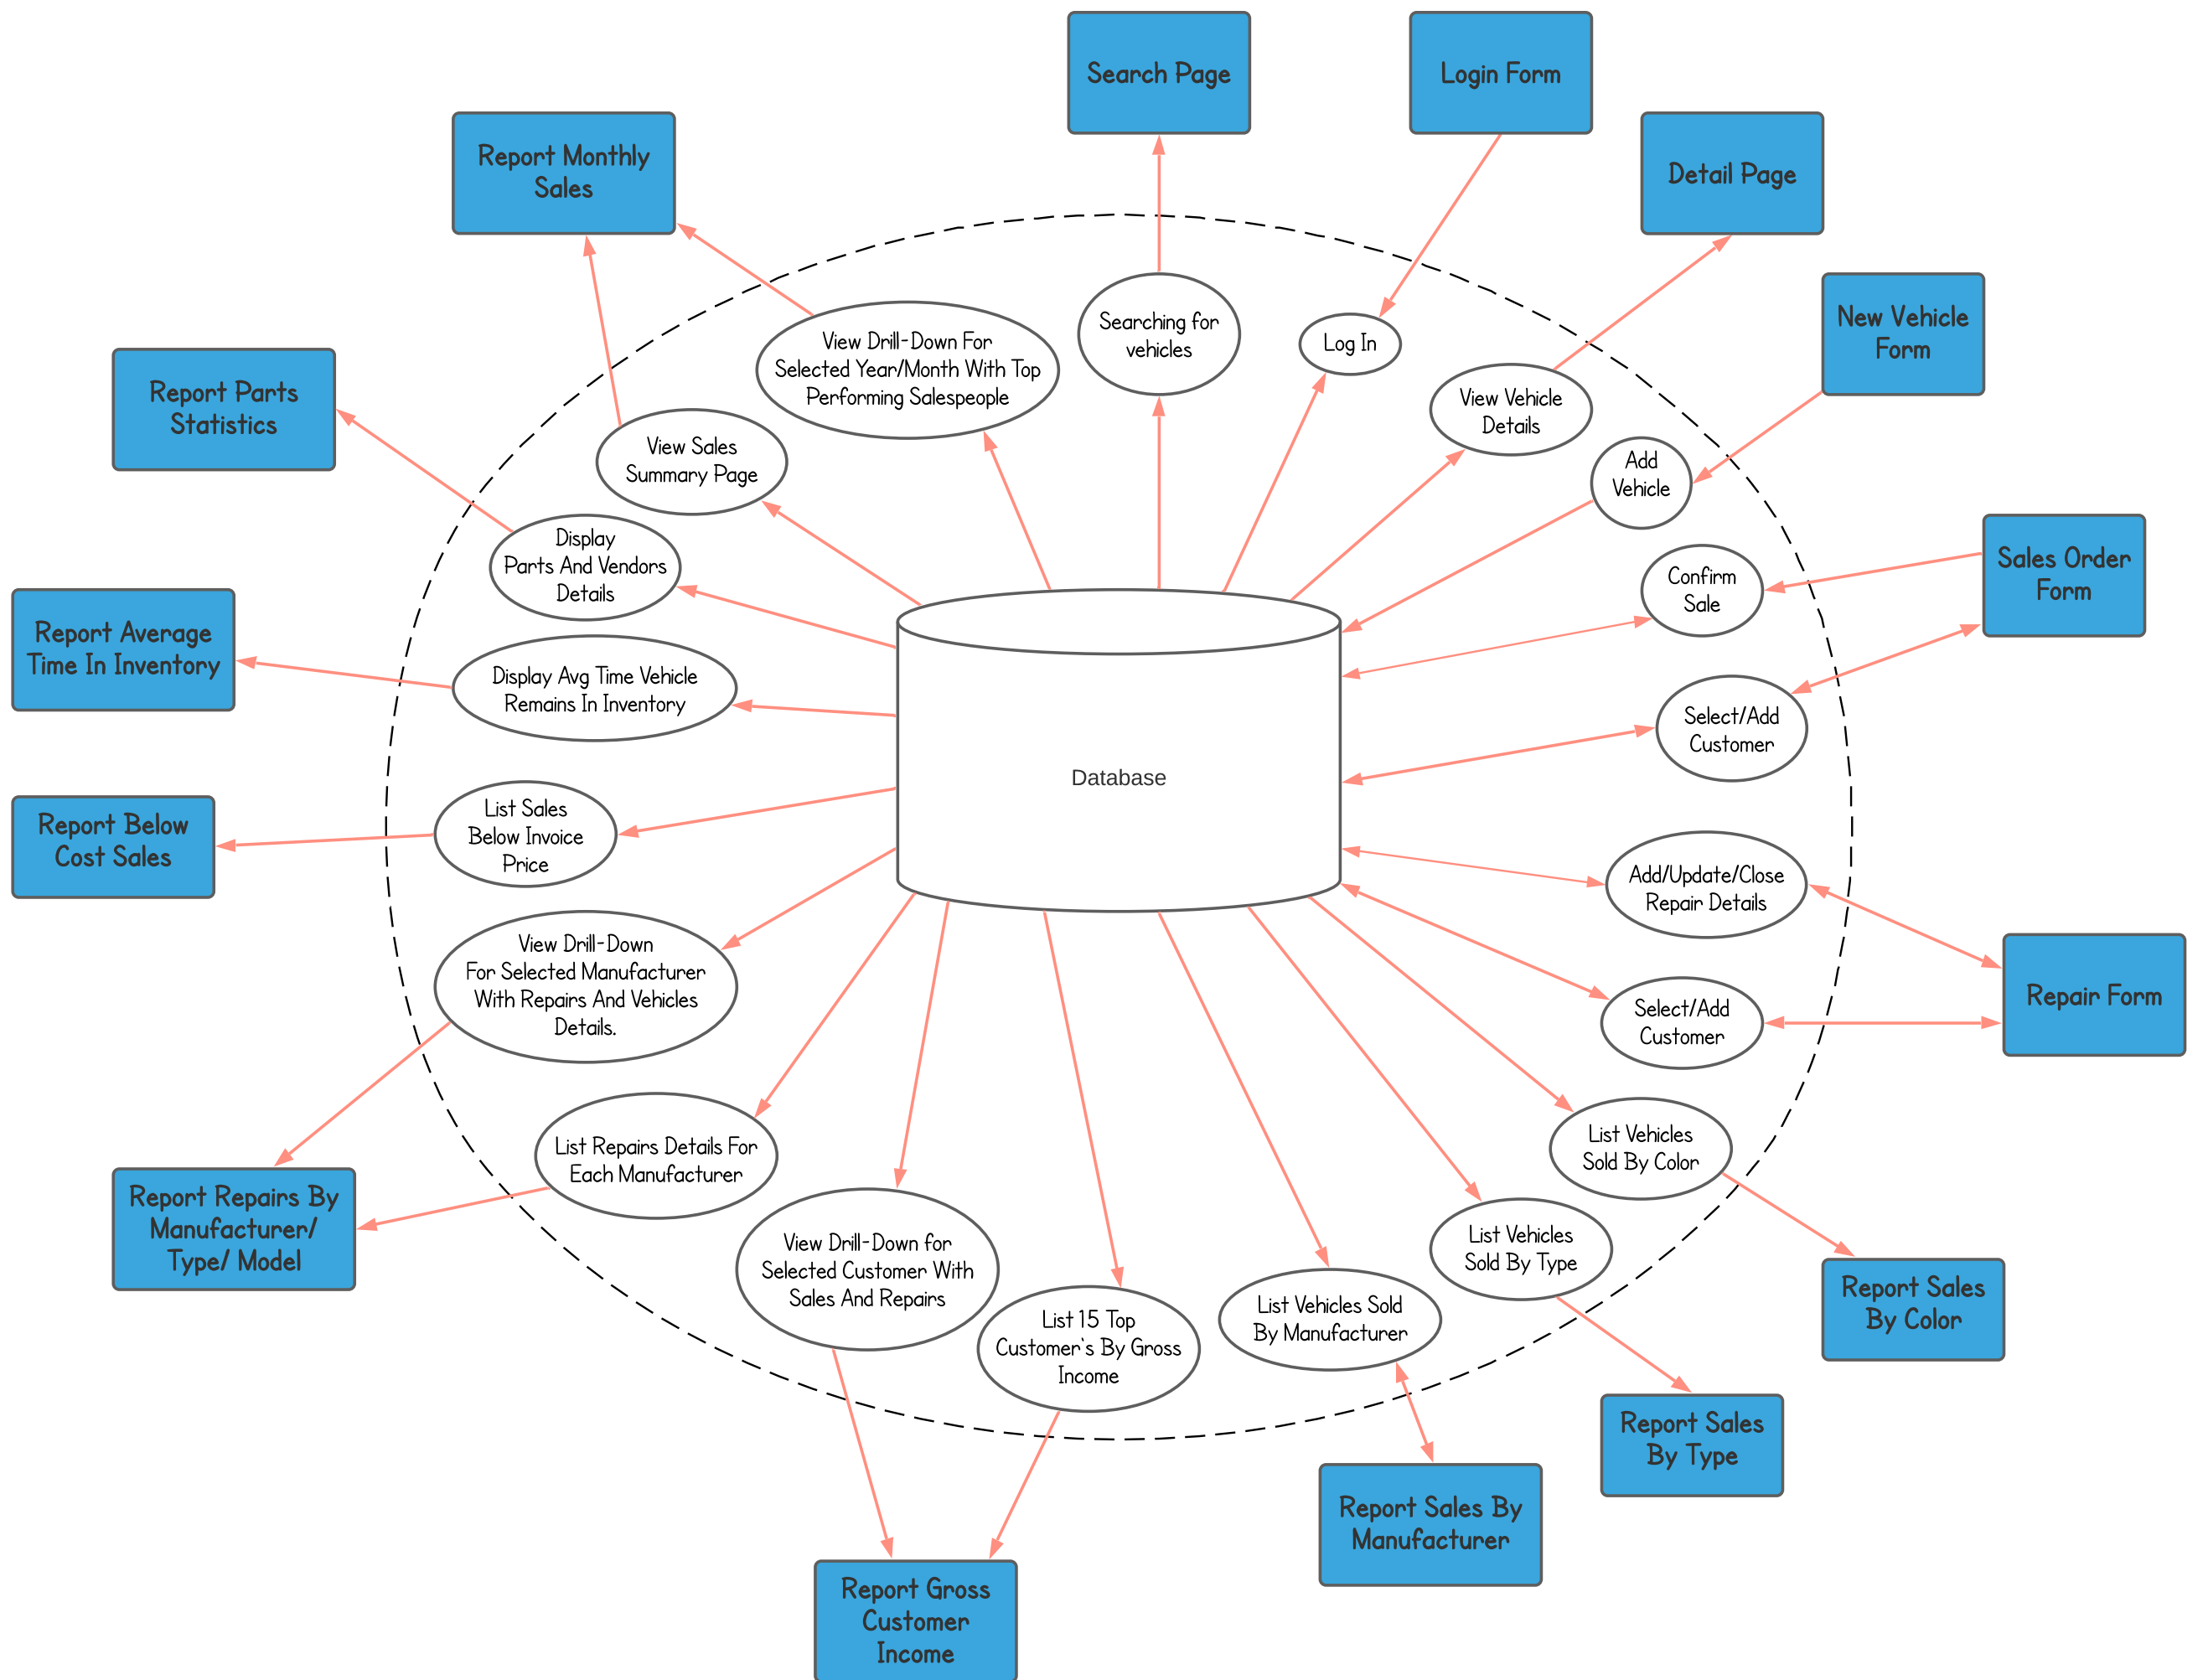 Search Page
Login Form
Report Monthly
Sales
Detail Page
New Vehicle
Form
Searching for
vehicles
Log In
View Drill-Down For
Selected Year/Month With Top
Performing Salespeople
Report Parts
Statistics
View Vehicle
Details
View Sales
Summary Page
Add
Vehicle
Display
Parts And Vendors
Details
Confirm
Sale
Sales Order
Form
Report Average
Time In Inventory
Display Avg Time Vehicle
Remains In Inventory
Select/Add
Customer
Database
Report Below
Cost Sales
List Sales
Below Invoice
Price
Add/Update/Close
Repair Details
View Drill-Down
For Selected Manufacturer
With Repairs And Vehicles
Details.
Select/Add
Customer
Repair Form
List Repairs Details For
Each Manufacturer
List Vehicles
Sold By Color
Report Repairs By
Manufacturer/
Type/ Model
View Drill-Down for
Selected Customer With
Sales And Repairs
List 15 Top
Customer`s By Gross
Income
List Vehicles Sold
By Manufacturer
List Vehicles
Sold By Type
Report Sales
By Color
Report Sales
By Type
Report Sales By
Manufacturer
Report Gross
Customer
Income